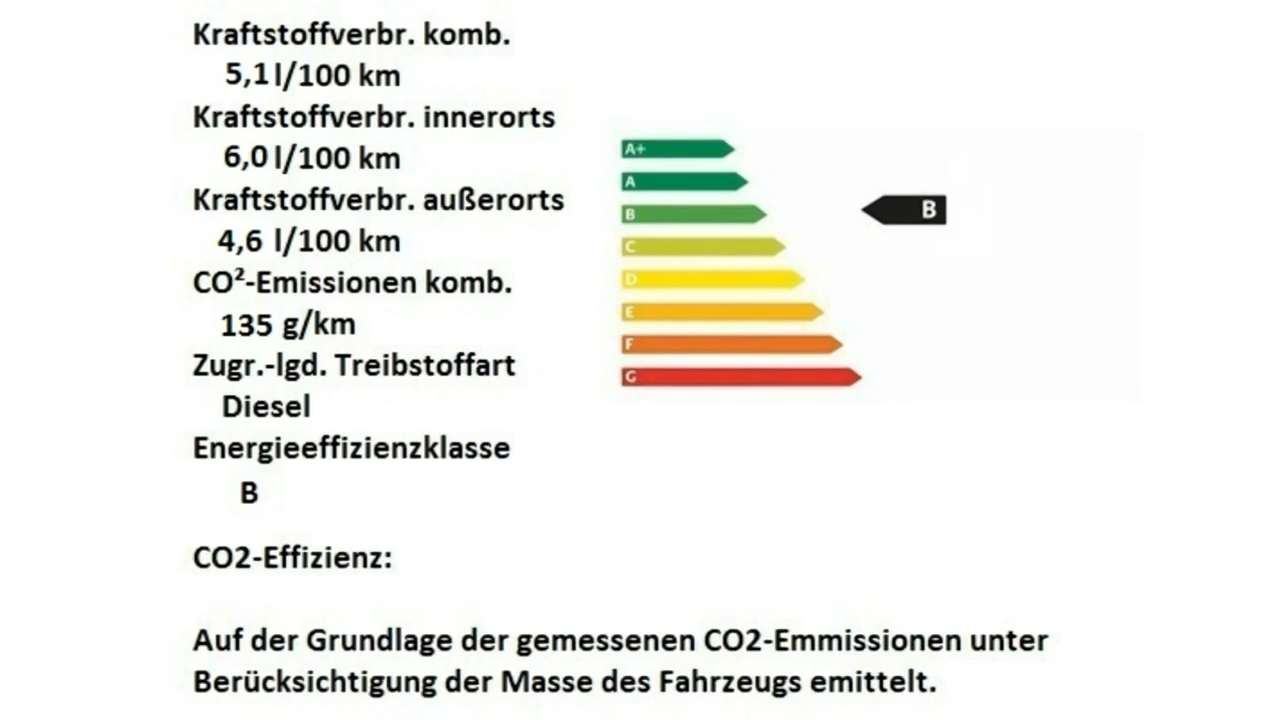 Kraftstoffverbr. komb.
5,1 l/100 km
Kraftstoffverbr. innerorts
6,0 l/100 km
Kraftstoffverbr. außerorts
4,6 l/100 km
CO²-Emissionen komb.
135 g/km
Zugr.-lgd. Treibstoffart
Diesel
Energieeffizienzklasse
B
A+
A
B
C
D
E
F
G
B
CO2-Effizienz:
Auf der Grundlage der gemessenen CO2-Emmissionen unter
Berücksichtigung der Masse des Fahrzeugs emittelt.